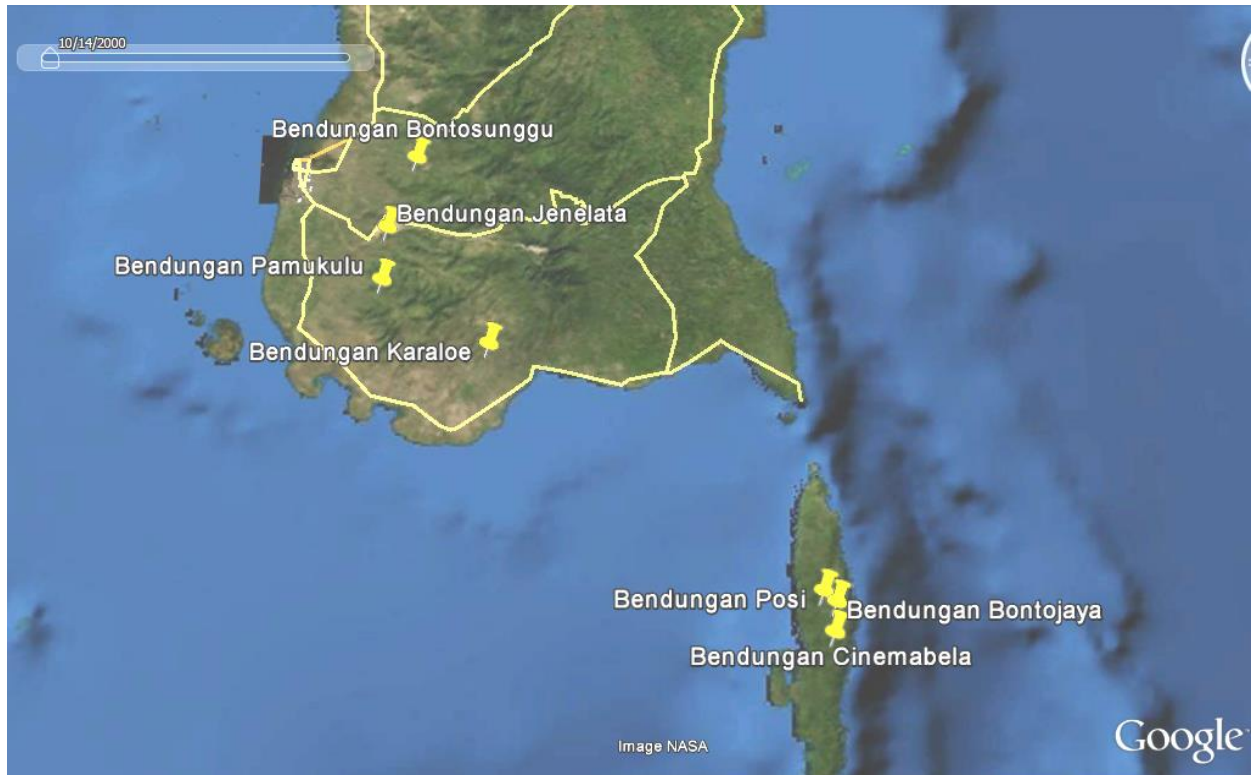 10/14/2000
Bendungan Bontosunggu
Bendungan Jenelata
Bendungan Pamukulu
Bendungan Karaloe
Bendungan Posi
Bendungan Bontojaya
Bendungan Cinemabela
Image NASA
Google